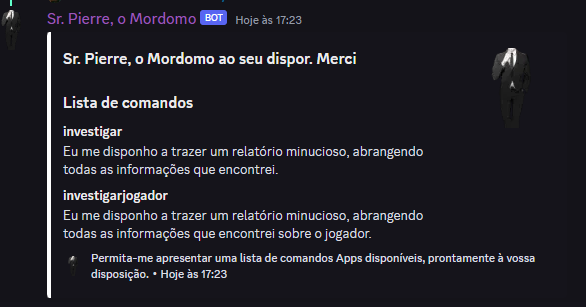 Sr. Pierre, o Mordomo BOT Hoje às 17:23
Sr. Pierre, o Mordomo ao seu dispor. Merci
Lista de comandos
investigar
Eu me disponho a trazer um relatório minucioso, abrangendo
todas as informações que encontrei.
investigarjogador
Eu me disponho a trazer um relatório minucioso, abrangendo
todas as informações que encontrei sobre o jogador.
Permita-me apresentar uma lista de comandos Apps disponíveis, prontamente à vossa
disposição. • Hoje às 17:23